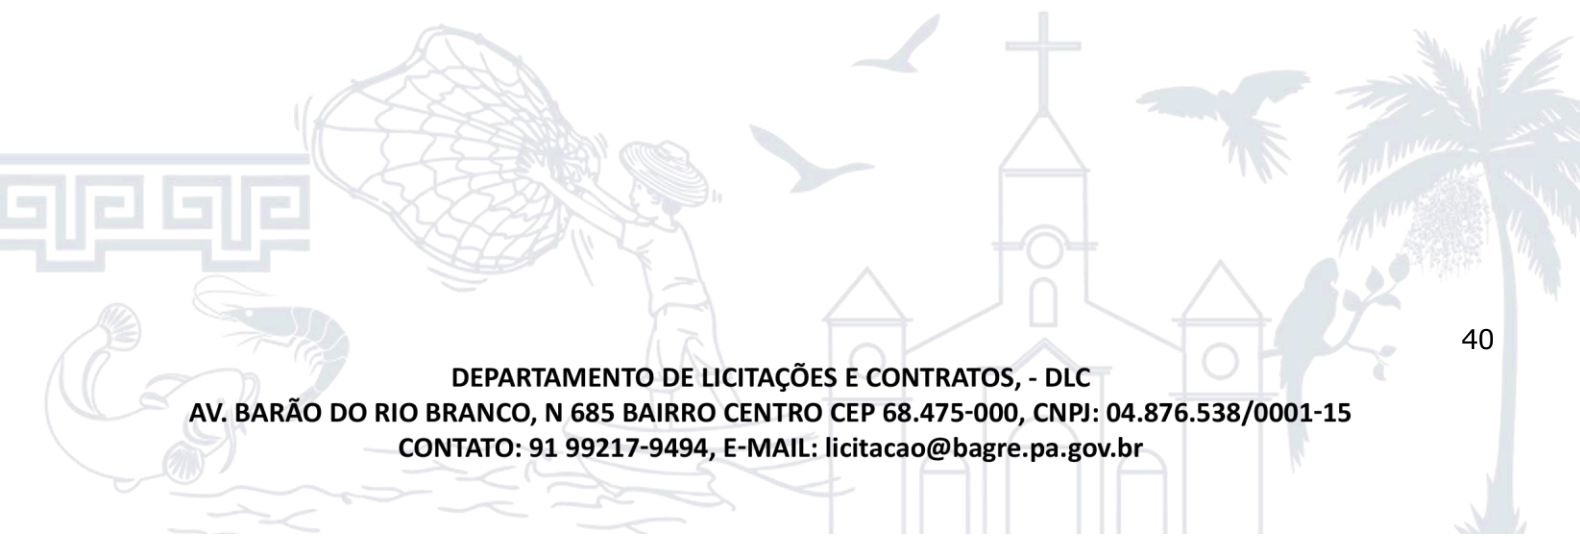 40
DEPARTAMENTO DE LICITAÇÕES E CONTRATOS, - DLC
AV. BARÃO DO RIO BRANCO, N 685 BAIRRO CENTRO CEP 68.475-000, CNPJ: 04.876.538/0001-15
CONTATO: 91 99217-9494, E-MAIL: licitacao@bagre.pa.gov.br